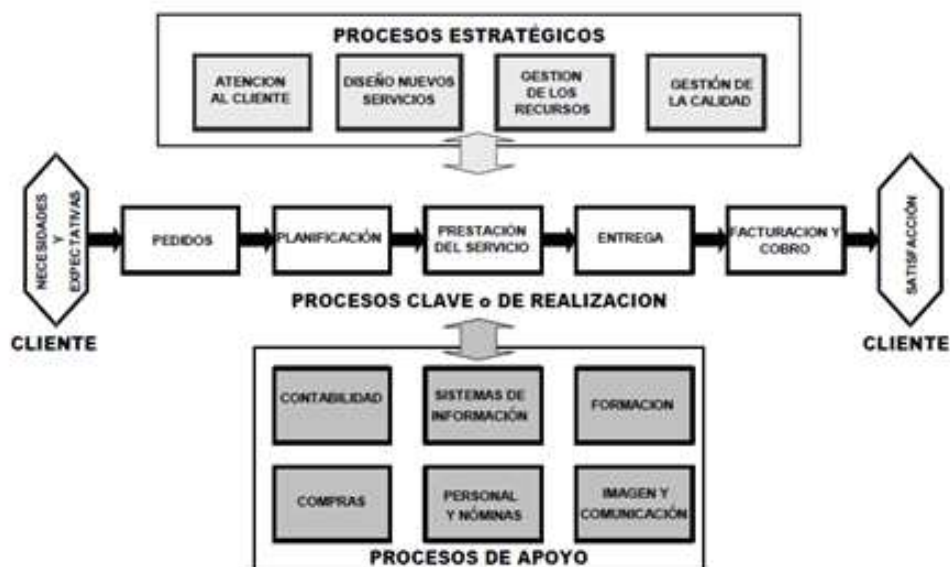 PROCESOS ESTRATÉGICOS
ATENCION
AL CLIENTE
DISEÑO NUEVOS
SERVICIOS
GESTION
DE LOS
RECURSOS
GESTIÓN DE
LA CALIDAD
NECESIDADES
Y
EXPECTATIVAS
CLIENTE
PEDIDOS
PLANIFICACIÓN
PRESTACIÓN
DEL SERVICIO
ENTREGA
FACTURACION Y
COBRO
SATISFACCIÓN
CLIENTE
PROCESOS CLAVE o DE REALIZACION
CONTABILIDAD
SISTEMAS DE
INFORMACIÓN
FORMACION
COMPRAS
PERSONAL
Y NÓMINAS
IMAGEN Y
COMUNICACIÓN
PROCESOS DE APOYO